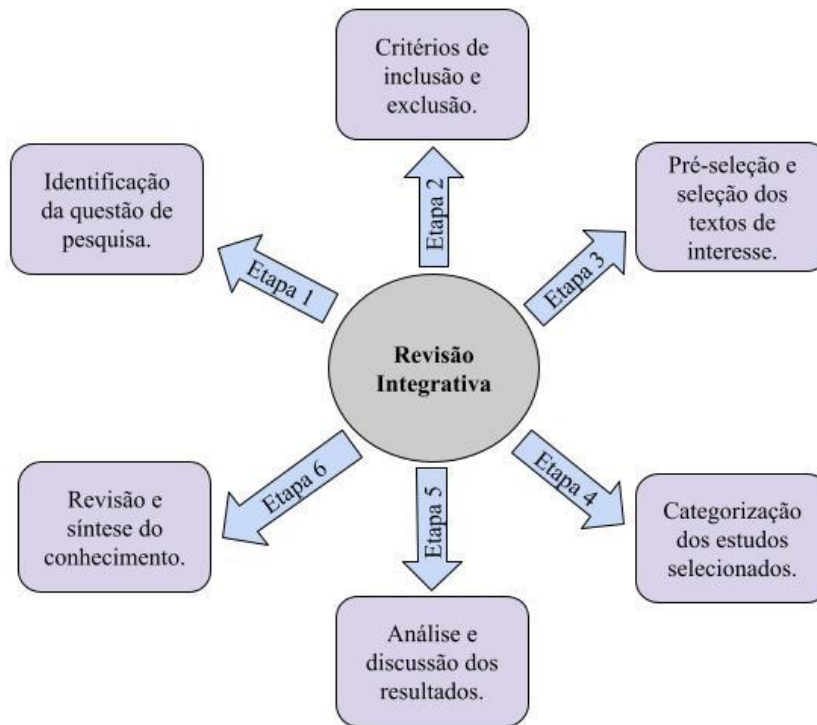 Critérios de
inclusão e
exclusão.
Identificação
da questão de
pesquisa.
Pré-seleção e
seleção dos
textos de
interesse.
Etapa 1
Etapa 2
Etapa 3
Revisão
Integrativa
Etapa 6
Etapa 5
Etapa 4
Revisão e
síntese do
conhecimento.
Categorização
dos estudos
selecionados.
Análise e
discussão dos
resultados.